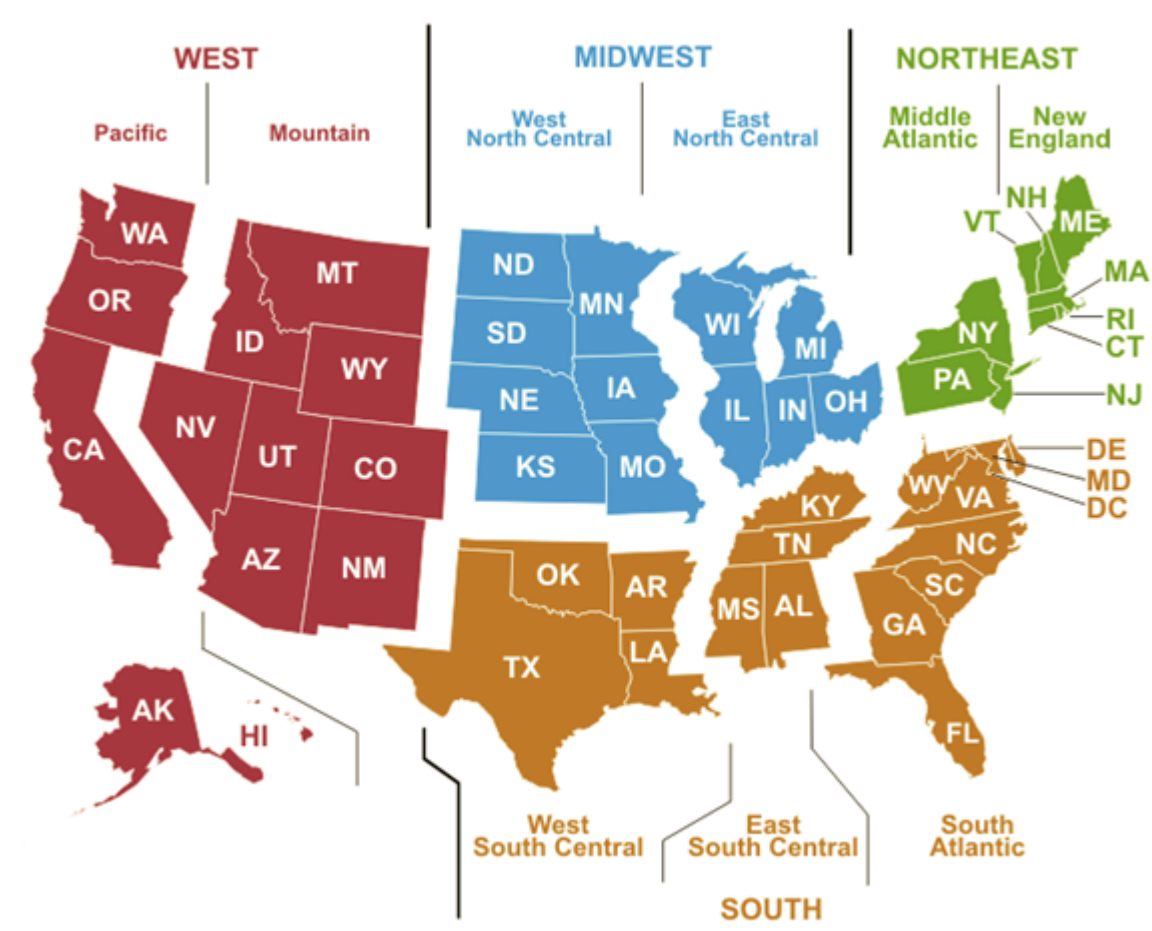 WEST
MIDWEST
NORTHEAST
Pacific
Mountain
West
North Central
East
North Central
Middle
Atlantic
New
England
WA
OR
CA
NV
ID
MT
WY
UT
CO
AZ
NM
AK
HI
ND
SD
NE
KS
MN
IA
MO
WI
MI
IL
IN
OH
NH
VT
ME
MA
RI
CT
NY
PA
NJ
DE
MD
DC
WV
VA
KY
TN
NC
SC
GA
MS
AL
OK
AR
TX
LA
FL
West
South Central
East
South Central
South
Atlantic
SOUTH